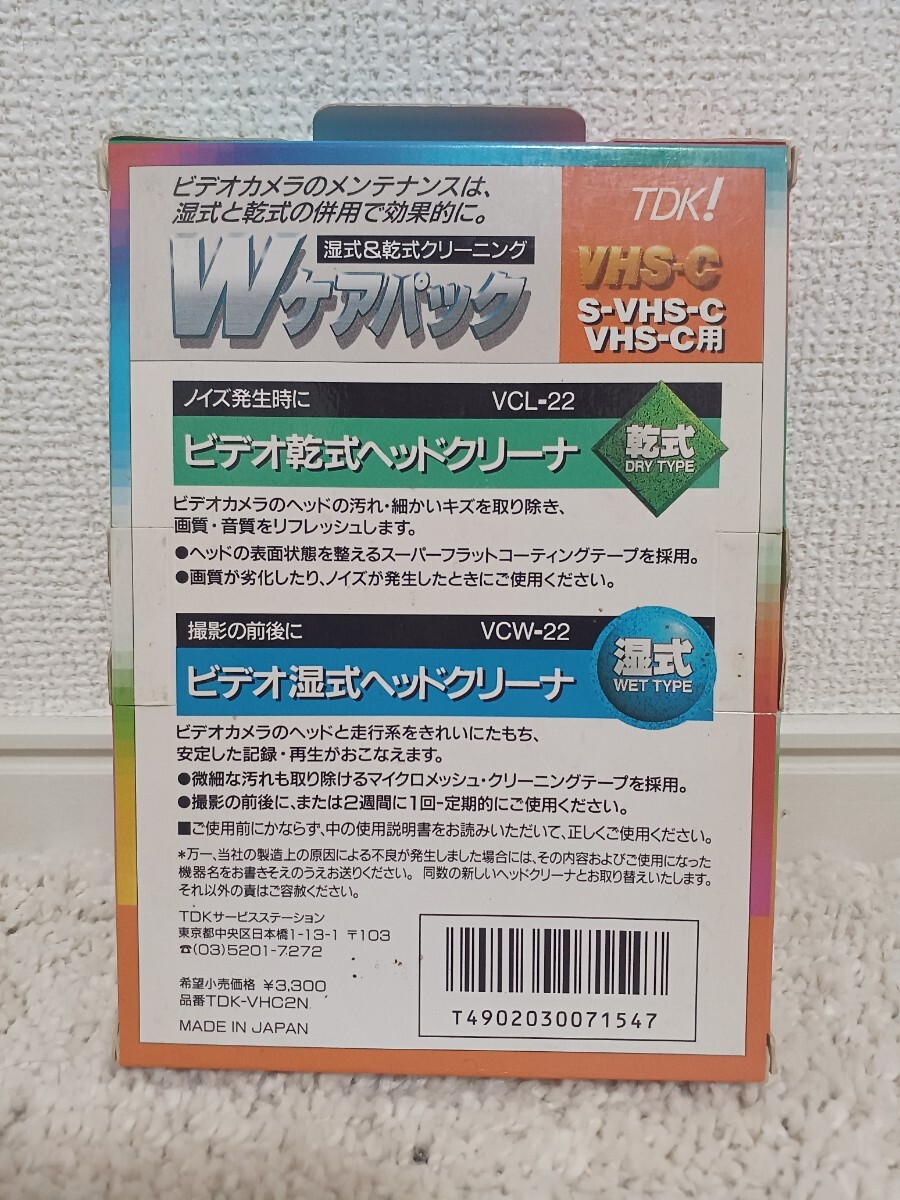 ビデオカメラのメンテナンスは、
湿式と乾式の併用で効果的に。
湿式&乾式クリーニング
Wケアパック
TDK!
VHS-C
S-VHS-C
VHS-C用
ノイズ発生時に VCL-22
ビデオ乾式ヘッドクリーナ
乾式
DRY TYPE
ビデオカメラのヘッドの汚れ・細かいキズを取り除き、
画質・音質をリフレッシュします。
●ヘッドの表面状態を整えるスーパーフラットコーティングテープを採用。
●画質が劣化したり、ノイズが発生したときにご使用ください。
撮影の前後に VCW-22
ビデオ湿式ヘッドクリーナ
湿式
WET TYPE
ビデオカメラのヘッドと走行系をきれいにたもち、
安定した記録・再生がおこなえます。
●微細な汚れも取り除けるマイクロメッシュ・クリーニングテープを採用。
●撮影の前後に、または2週間に1回-定期的にご使用ください。
■ご使用前にかならず、中の使用説明書をお読みいただいて、正しくご使用ください。
*万一、当社の製造上の原因による不良が発生しました場合には、その内容およびご使用になった
機器名をお書きそえのうえお送りください。 同数の新しいヘッドクリーナとお取り替えいたします。
それ以外の責はご容赦ください。
TDKサービスステーション
東京都中央区日本橋1-13-1 〒103
☎(03)5201-7272
希望小売価格 ¥3,300
品番TDK-VHC2N
MADE IN JAPAN
T4902030071547